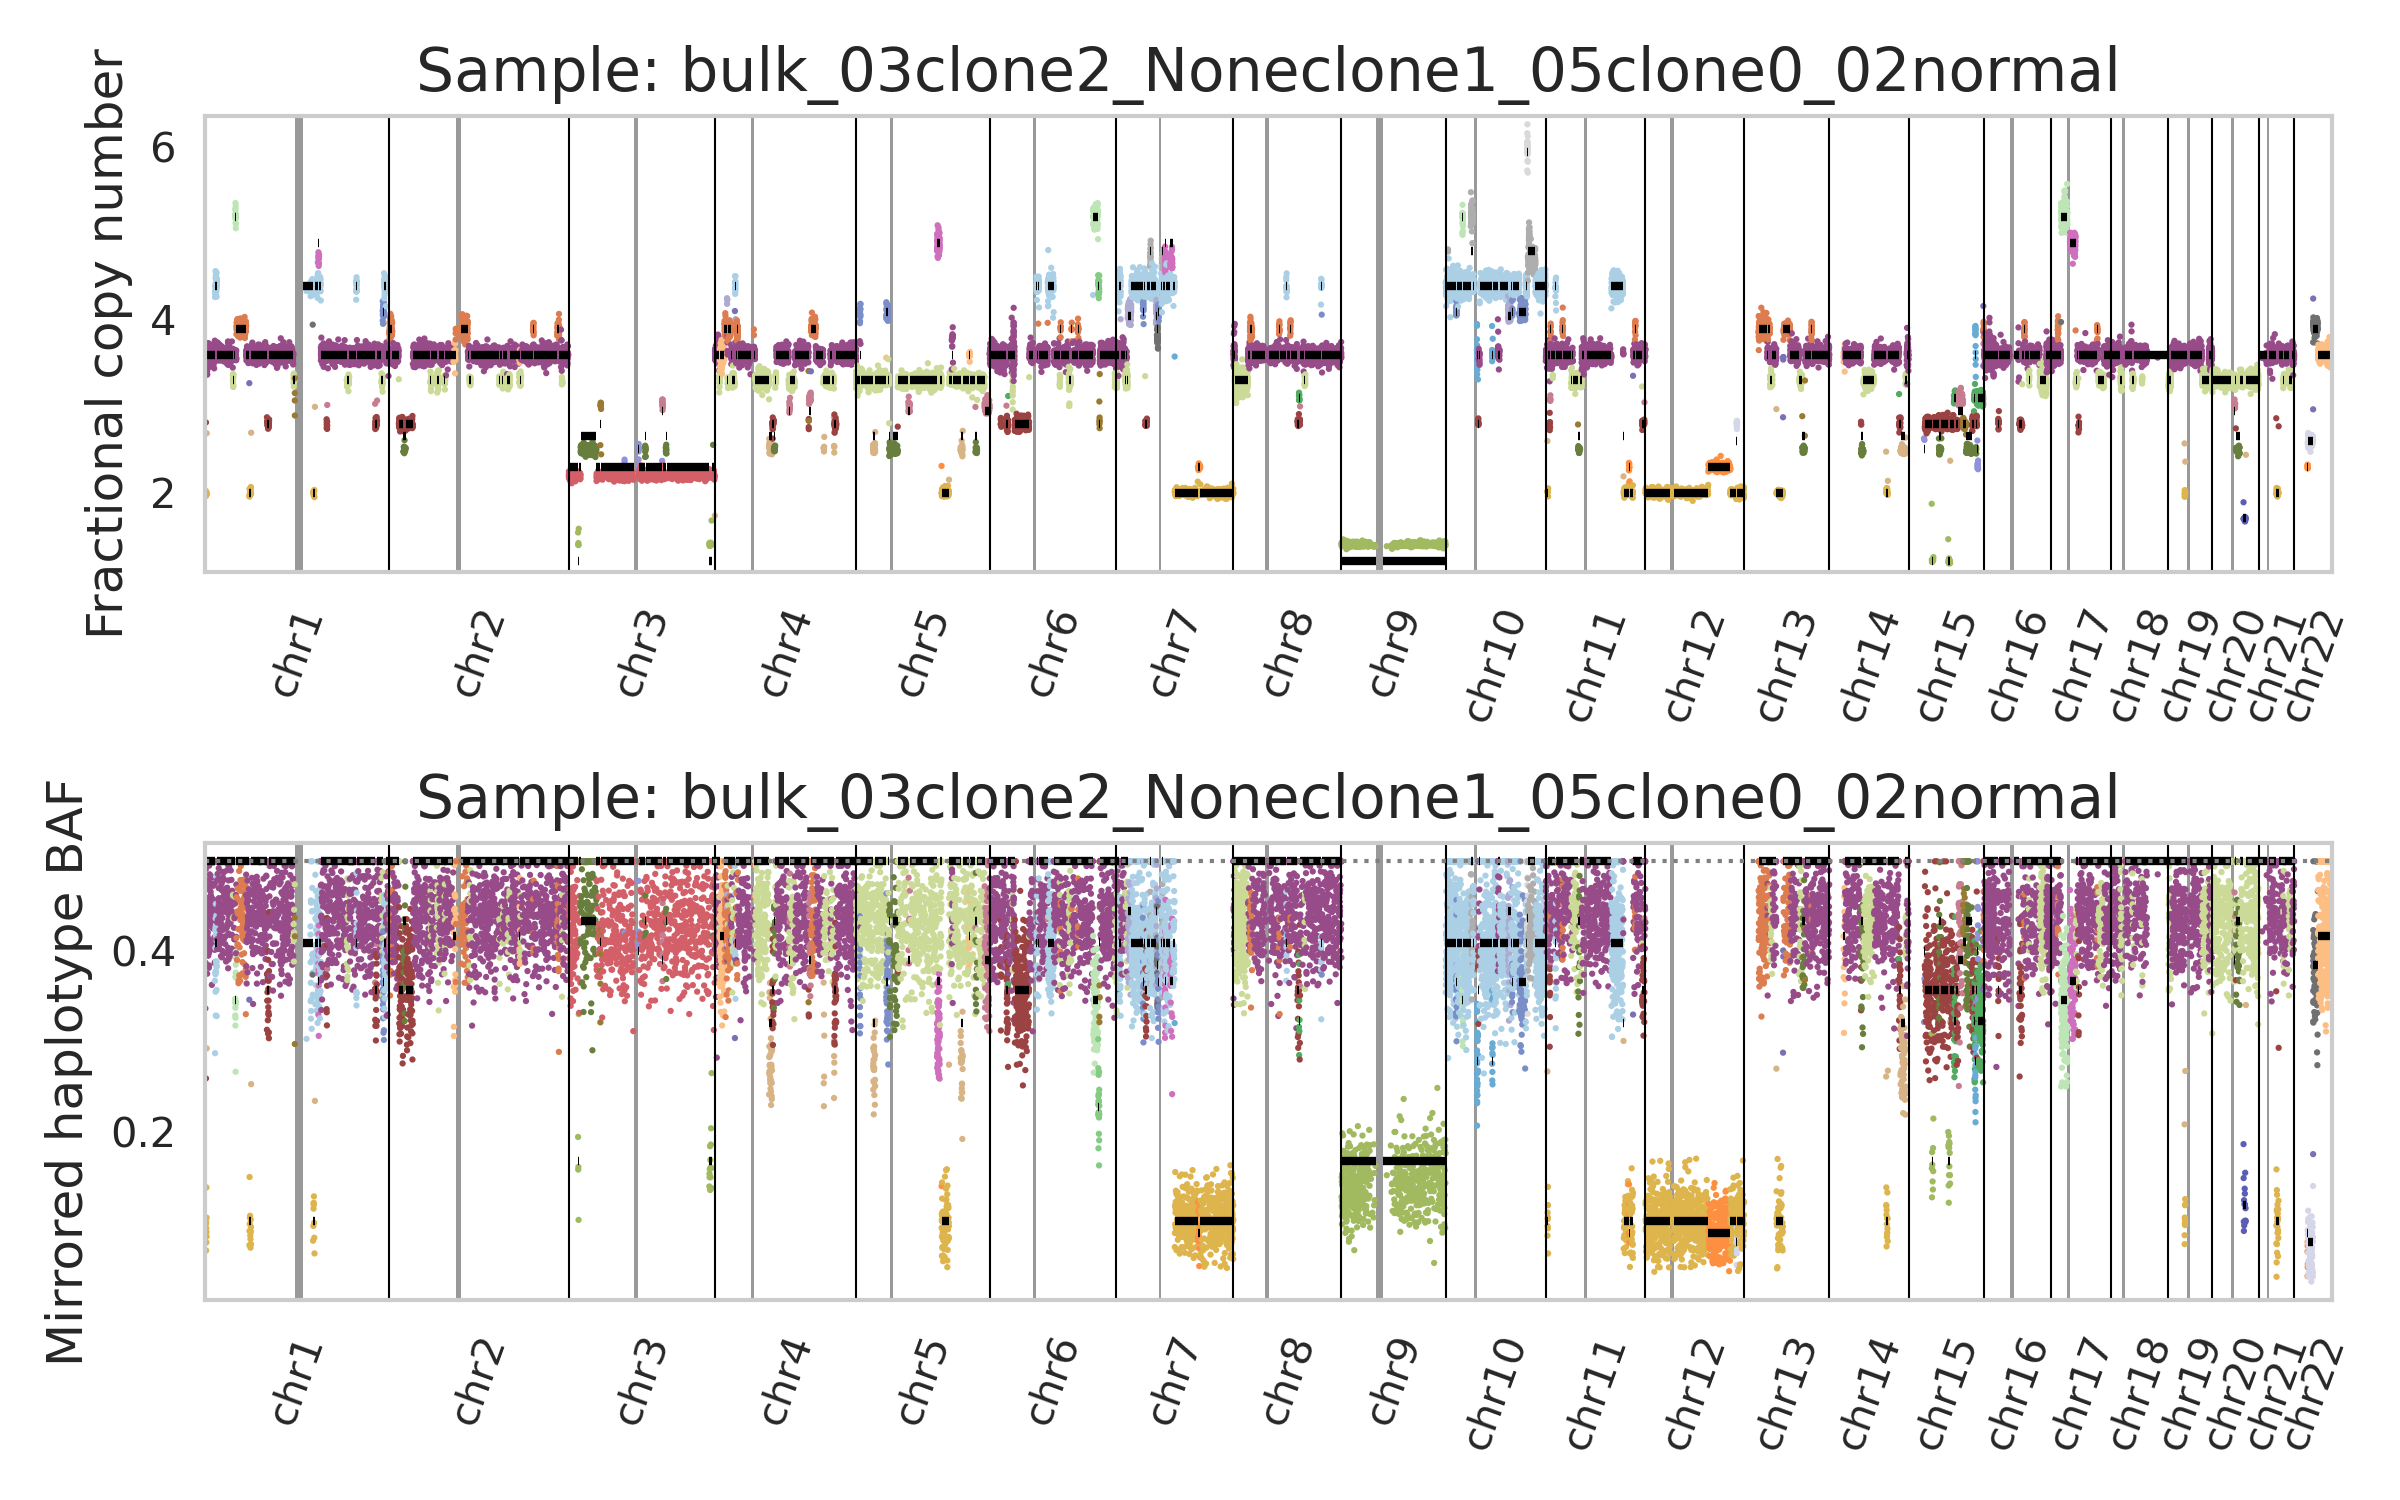 Sample: bulk_03clone2_Noneclone1_05clone0_02normal
Fractional copy number
6
4
2
chr1
chr2
chr3
chr4
chr5
chr6
chr7
chr8
chr9
chr10
chr11
chr12
chr13
chr14
chr15
chr16
chr17
chr18
chr19
chr20
chr21
chr22
Sample: bulk_03clone2_Noneclone1_05clone0_02normal
Mirrored haplotype BAF
0.4
0.2
chr1
chr2
chr3
chr4
chr5
chr6
chr7
chr8
chr9
chr10
chr11
chr12
chr13
chr14
chr15
chr16
chr17
chr18
chr19
chr20
chr21
chr22